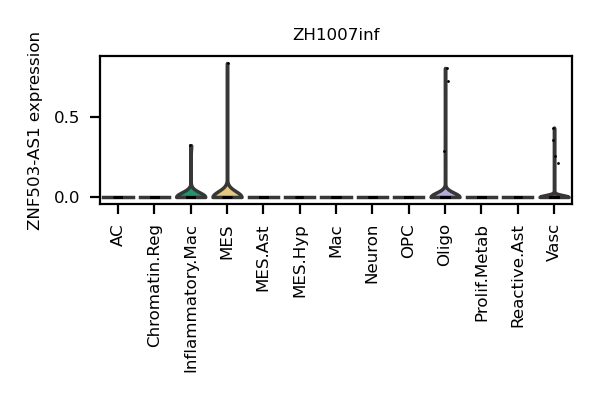 ZH1007inf
ZNF503-AS1 expression
0.5
0.0
AC
Chromatin.Reg
Inflammatory.Mac
MES
MES.Ast
MES.Hyp
Mac
Neuron
OPC
Oligo
Prolif.Metab
Reactive.Ast
Vasc